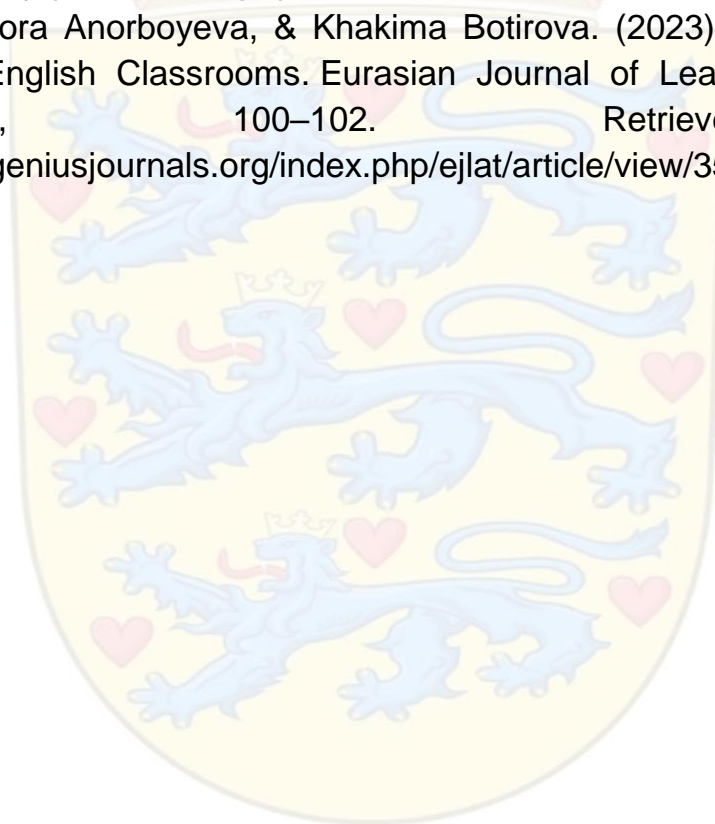 ora Anorboyeva, & Khakima Botirova. (2023)
English Classrooms. Eurasian Journal of Lea
, 100–102. Retrieve
geniusjournals.org/index.php/ejlat/article/view/35